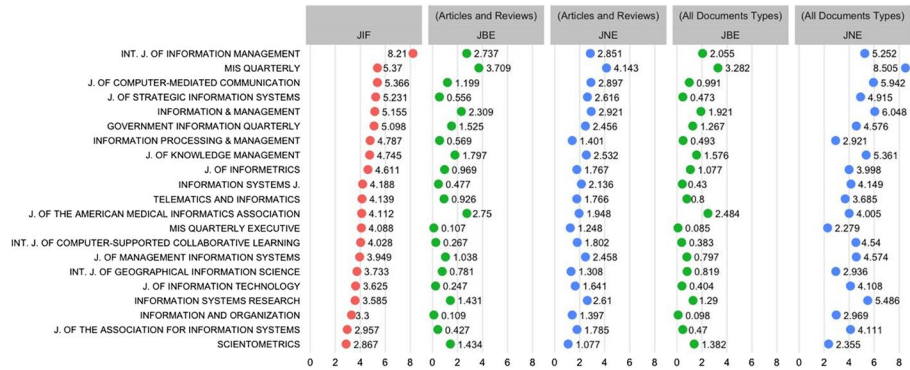 (Articles and Reviews) (Articles and Reviews) (All Documents Types) (All Documents Types)
JIF JBE JNE JBE JNE
INT. J. OF INFORMATION MANAGEMENT 8.21 2.737 2.851 2.055 5.252
MIS QUARTERLY 5.37 3.709 4.143 3.282 8.505
J. OF COMPUTER-MEDIATED COMMUNICATION 5.366 1.199 2.897 0.991 5.942
J. OF STRATEGIC INFORMATION SYSTEMS 5.231 0.556 2.616 0.473 4.915
INFORMATION & MANAGEMENT 5.155 2.309 2.921 1.921 6.048
GOVERNMENT INFORMATION QUARTERLY 5.098 1.525 2.456 1.267 4.576
INFORMATION PROCESSING & MANAGEMENT 4.787 0.569 1.401 0.493 2.921
J. OF KNOWLEDGE MANAGEMENT 4.745 1.797 2.532 1.576 5.361
J. OF INFORMETRICS 4.611 0.969 1.767 1.077 3.998
INFORMATION SYSTEMS J. 4.188 0.477 2.136 0.43 4.149
TELEMATICS AND INFORMATICS 4.139 0.926 1.766 0.8 3.685
J. OF THE AMERICAN MEDICAL INFORMATICS ASSOCIATION 4.112 2.75 1.948 2.484 4.005
MIS QUARTERLY EXECUTIVE 4.088 0.107 1.248 0.085 2.279
INT. J. OF COMPUTER-SUPPORTED COLLABORATIVE LEARNING 4.028 0.267 1.802 0.383 4.54
J. OF MANAGEMENT INFORMATION SYSTEMS 3.949 1.038 2.458 0.797 4.574
INT. J. OF GEOGRAPHICAL INFORMATION SCIENCE 3.733 0.781 1.308 0.819 2.936
J. OF INFORMATION TECHNOLOGY 3.625 0.247 1.641 0.404 4.108
INFORMATION SYSTEMS RESEARCH 3.585 1.431 2.61 1.29 5.486
INFORMATION AND ORGANIZATION 3.3 0.109 1.397 0.098 2.969
J. OF THE ASSOCIATION FOR INFORMATION SYSTEMS 2.957 0.427 1.785 0.47 4.111
SCIENTOMETRICS 2.867 1.434 1.077 1.382 2.355
0 2 4 6 8 0 2 4 6 8 0 2 4 6 8 0 2 4 6 8 0 2 4 6 8